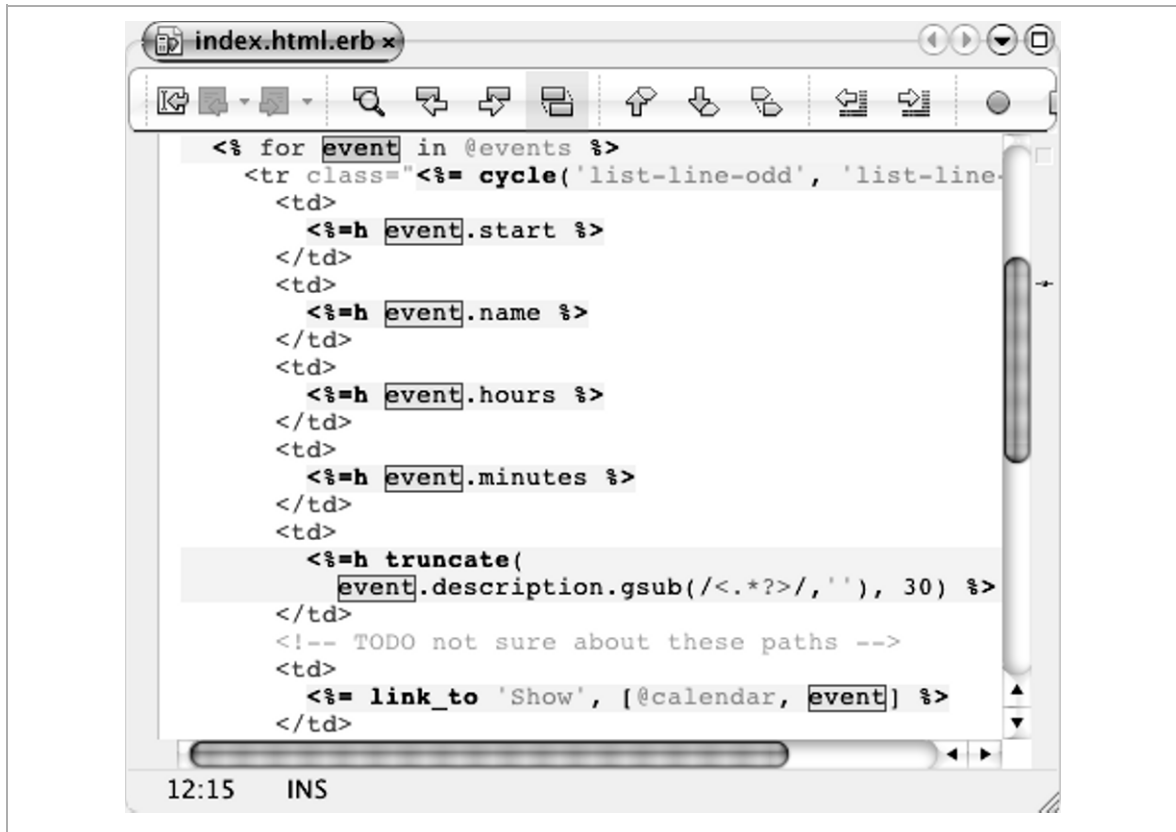 index.html.erb ×
<% for event in @events %>
<tr class="<%= cycle('list-line-odd', 'list-line-
<td>
<%=h event.start %>
</td>
<td>
<%=h event.name %>
</td>
<td>
<%=h event.hours %>
</td>
<td>
<%=h event.minutes %>
</td>
<td>
<%=h truncate(
event.description.gsub(/<.*?>/,''), 30) %>
</td>
<!-- TODO not sure about these paths -->
<td>
<%= link_to 'Show', [@calendar, event] %>
</td>
12:15 INS